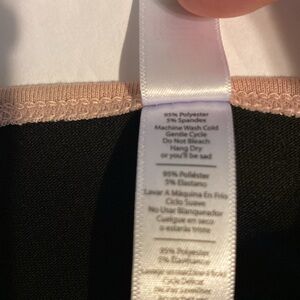 95% Polyester
5% Spandex
Machine Wash Cold
Gentle Cycle
Do Not Bleach
Hang Dry
or you'll be sad
95% Poliéster
5% Elastano
Lavar A Máquina En Frío
Ciclo Suave
No Usar Blanqueador
Cuelgue en seco
o estarás triste
95% Polyester
5% Élasthanne